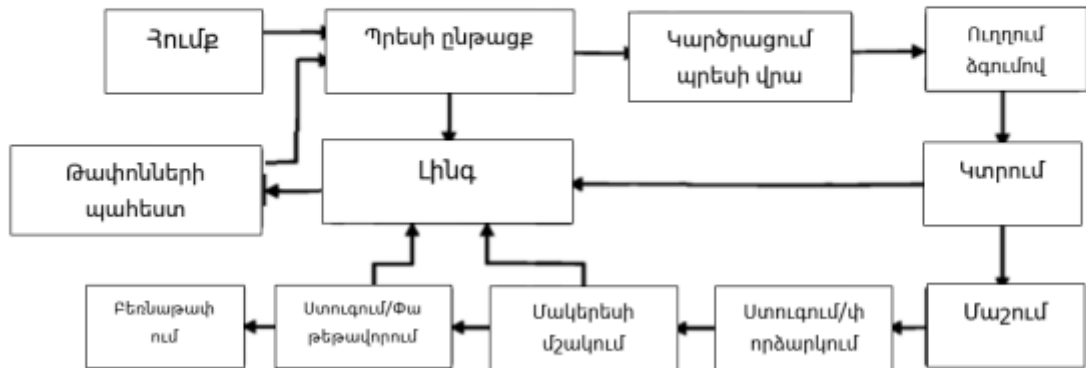 Հումք
Պրեսի ընթացք
Կարծրացում
պրեսի վրա
Ուղղում
ձգումով
Թափոնների
պահեստ
Լինգ
Կտրում
Բեռնաթափ
ում
Ստուգում/Փա
թեթավորում
Մակերեսի
մշակում
Ստուգում/փ
որձարկում
Մաշում